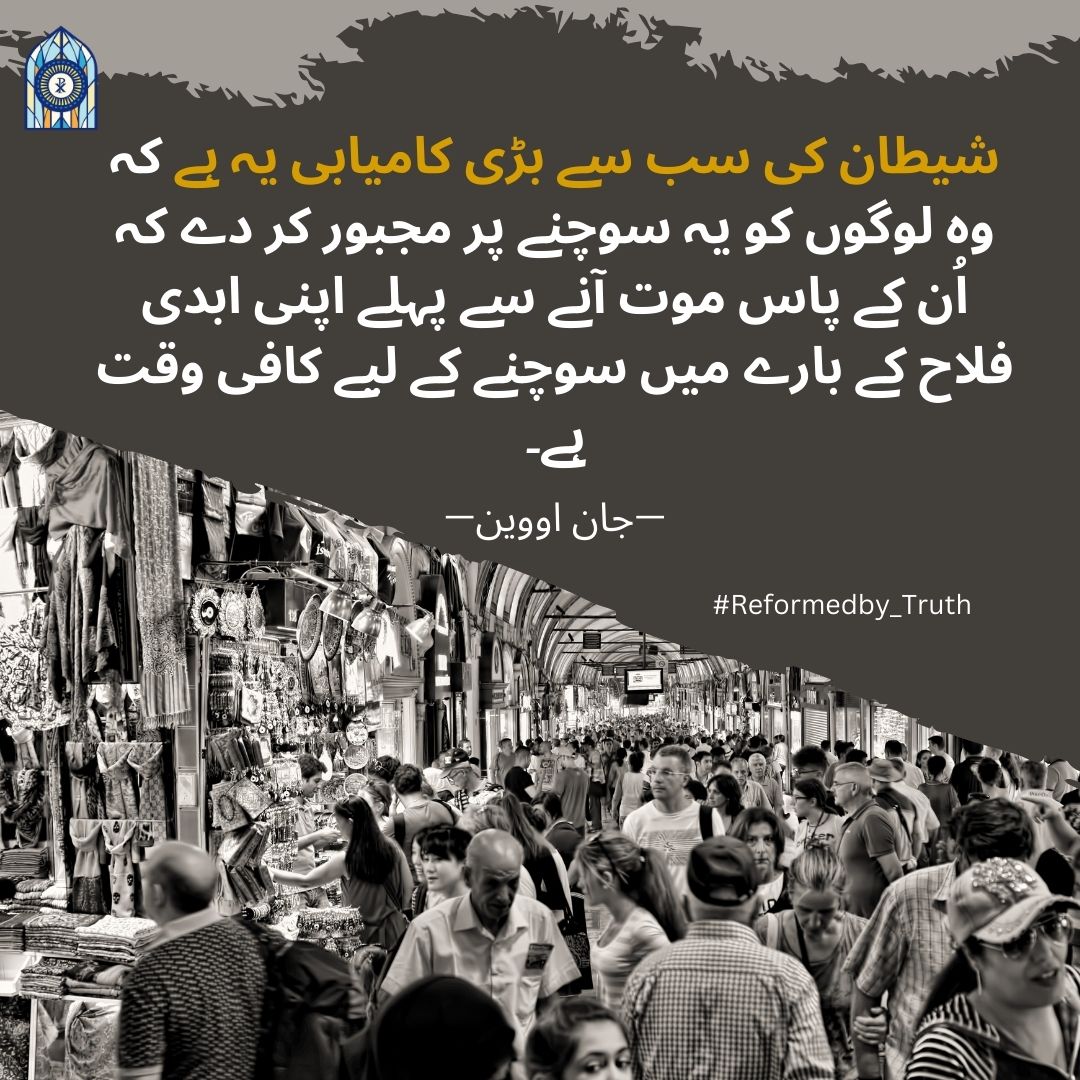 شیطان کی سب سے بڑی کامیابی یہ ہے کہ
وہ لوگوں کو یہ سوچنے پر مجبور کر دے کہ
اُن کے پاس موت آنے سے پہلے اپنی ابدی
فلاح کے بارے میں سوچنے کے لیے کافی وقت
ہے۔
—جان اووین—
#Reformedby_Truth